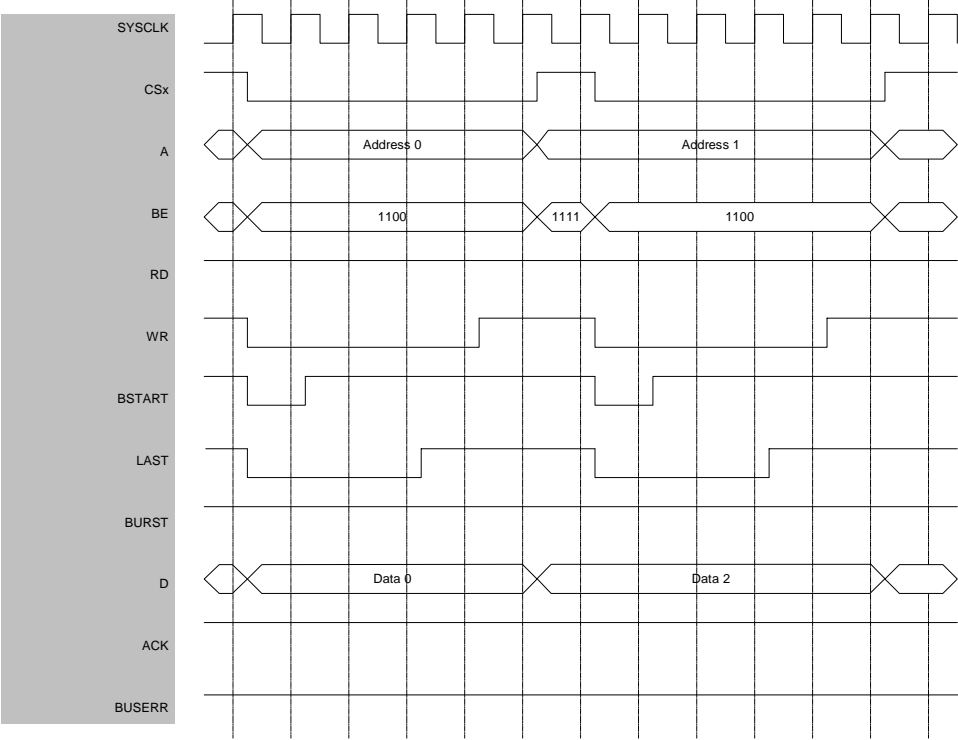 SYSCLK
CSx
A Address 0 Address 1
BE 1100 1111 1100
RD
WR
BSTART
LAST
BURST
D Data 0 Data 2
ACK
BUSERR